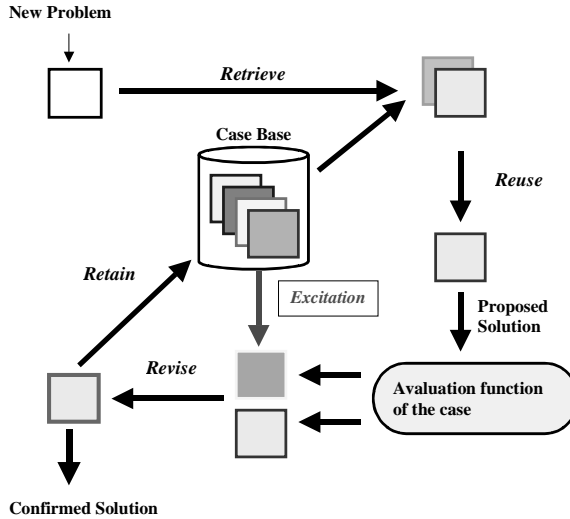 New Problem
Retrieve
Case Base
Reuse
Retain
Excitation
Proposed
Solution
Revise
Avaluation function
of the case
Confirmed Solution